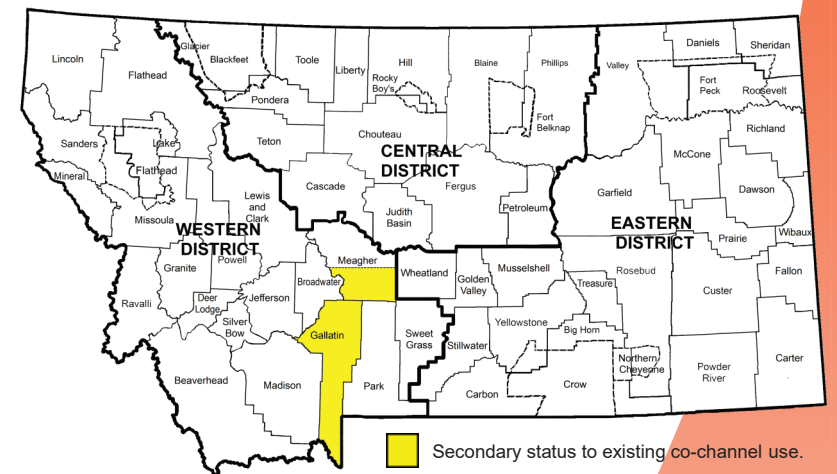 Lincoln
Flathead
Glacier
Blackfeet
Toole
Liberty
Hill
Rocky
Boy's
Blaine
Phillips
Valley
Daniels
Sheridan
Fort
Peck
Roosevelt
Pondera
Fort
Belknap
Richland
Sanders
Lake
Flathead
Teton
Chouteau
CENTRAL
DISTRICT
McCone
Mineral
Cascade
Fergus
Garfield
Dawson
Missoula
Lewis
and
Clark
Judith
Basin
Petroleum
WESTERN
DISTRICT
EASTERN
DISTRICT
Wibaux
Prairie
Powell
Granite
Meagher
Wheatland
Golden
Valley
Musselshell
Rosebud
Fallon
Treasure
Custer
Broadwater
Jefferson
Deer
Lodge
Ravalli
Silver
Bow
Gallatin
Sweet
Grass
Stillwater
Yellowstone
Big Horn
Northern
Cheyenne
Powder
River
Carter
Beaverhead
Madison
Park
Carbon
Crow
Secondary status to existing co-channel use.